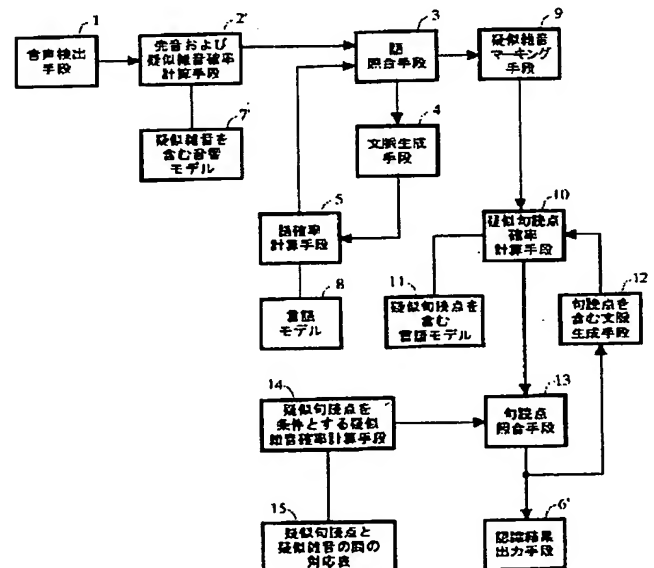 1
音声検出
手段
2'
先音および
疑似雑音確率
計算手段
3
語
照合手段
9
疑似雑音
マーキング
手段
7'
疑似雑音を
含む音響
モデル
4
文脈生成
手段
5
語確率
計算手段
8
言語
モデル
10
疑似句読点
確率
計算手段
11
疑似句読点を
含む
言語モデル
12
句読点を
含む文脈
生成手段
14
疑似句読点を
条件とする疑似
雑音確率計算手段
13
句読点
照合手段
15
疑似句読点と
疑似雑音の間の
対応表
6'
認識結果
出力手段